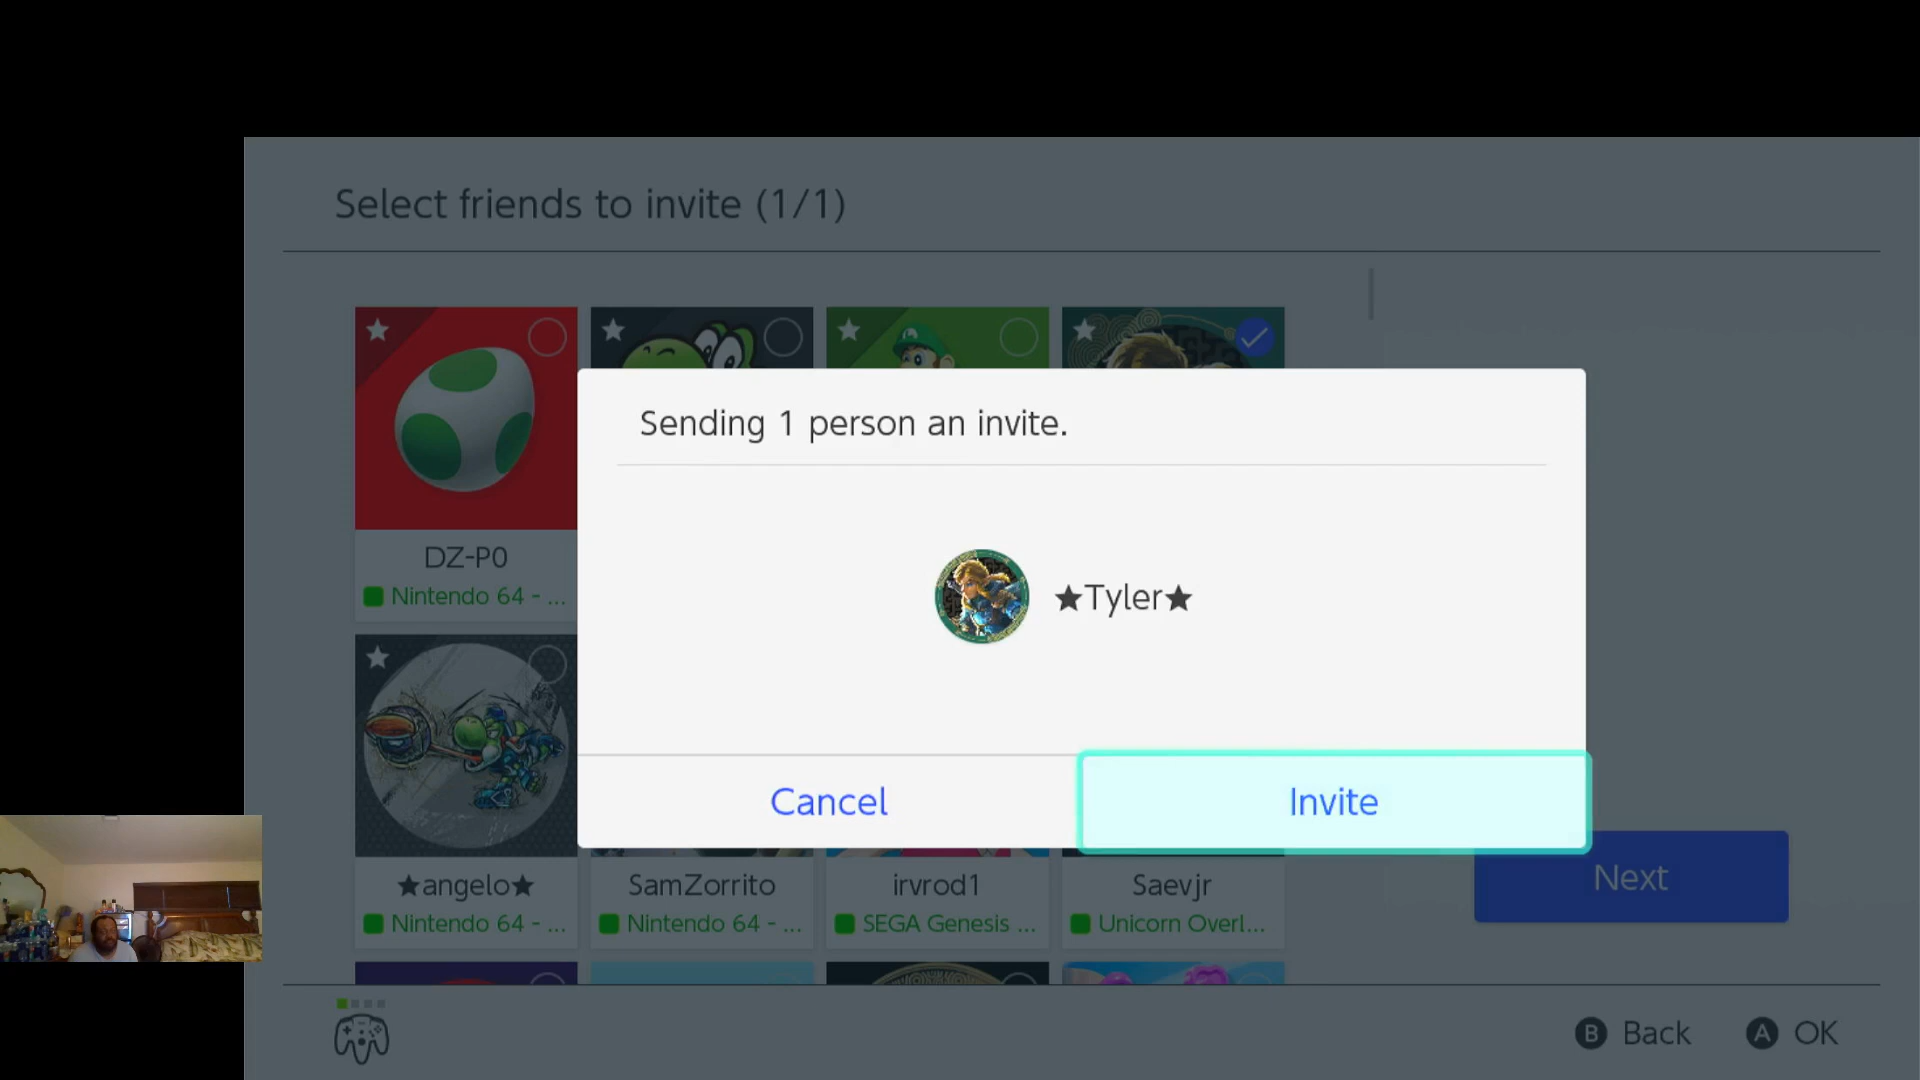 Select friends to invite (1/1)
Sending 1 person an invite.
★Tyler★
Cancel
Invite
DZ-P0
Nintendo 64 - ...
★angelo★
Nintendo 64 - ...
SamZorrito
Nintendo 64 - ...
irvrod1
SEGA Genesis ...
Saevjr
Unicorn Overl...
Next
B Back
A OK